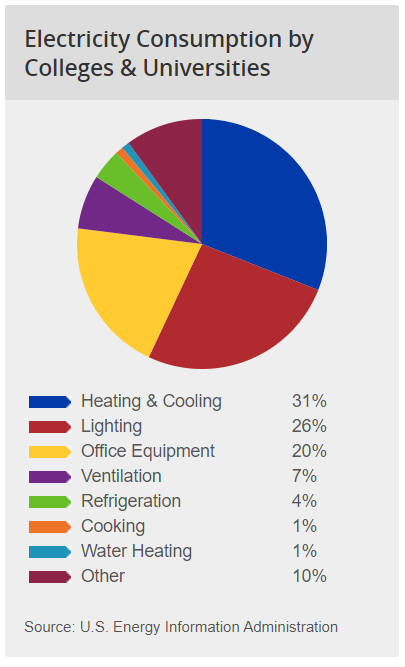 Electricity Consumption by
Colleges & Universities
Heating & Cooling 31%
Lighting 26%
Office Equipment 20%
Ventilation 7%
Refrigeration 4%
Cooking 1%
Water Heating 1%
Other 10%
Source: U.S. Energy Information Administration